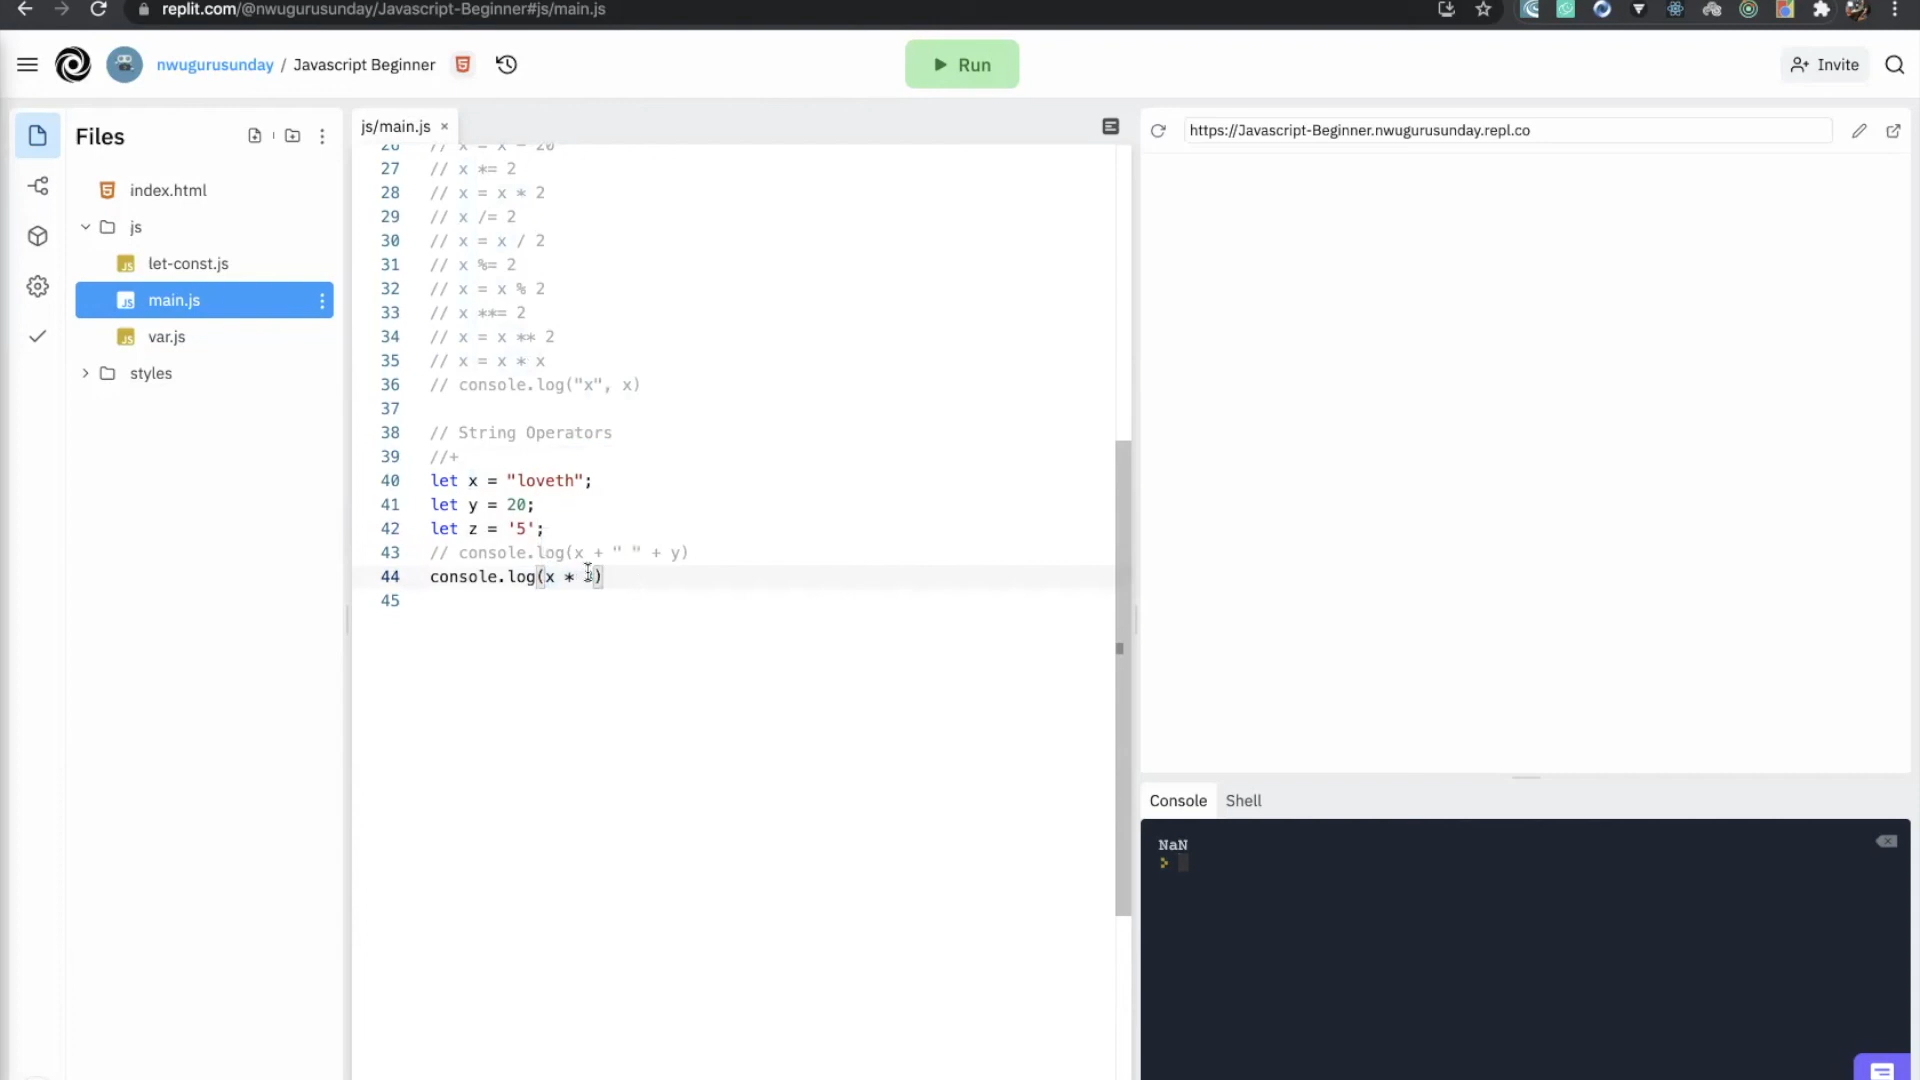 replit.com/@nwugurusunday/Javascript-Beginner#js/main.js
nwugurusunday / Javascript Beginner
Run
Invite
Files
index.html
js
let-const.js
main.js
var.js
styles
js/main.js ×
26 // x = x - 20
27 // x *= 2
28 // x = x * 2
29 // x /= 2
30 // x = x / 2
31 // x %= 2
32 // x = x % 2
33 // x **= 2
34 // x = x ** 2
35 // x = x * x
36 // console.log("x", x)
37
38 // String Operators
39 //+
40 let x = "loveth";
41 let y = 20;
42 let z = '5';
43 // console.log(x + " " + y)
44 console.log(x * )
45
https://Javascript-Beginner.nwugurusunday.repl.co
Console Shell
NaN
>